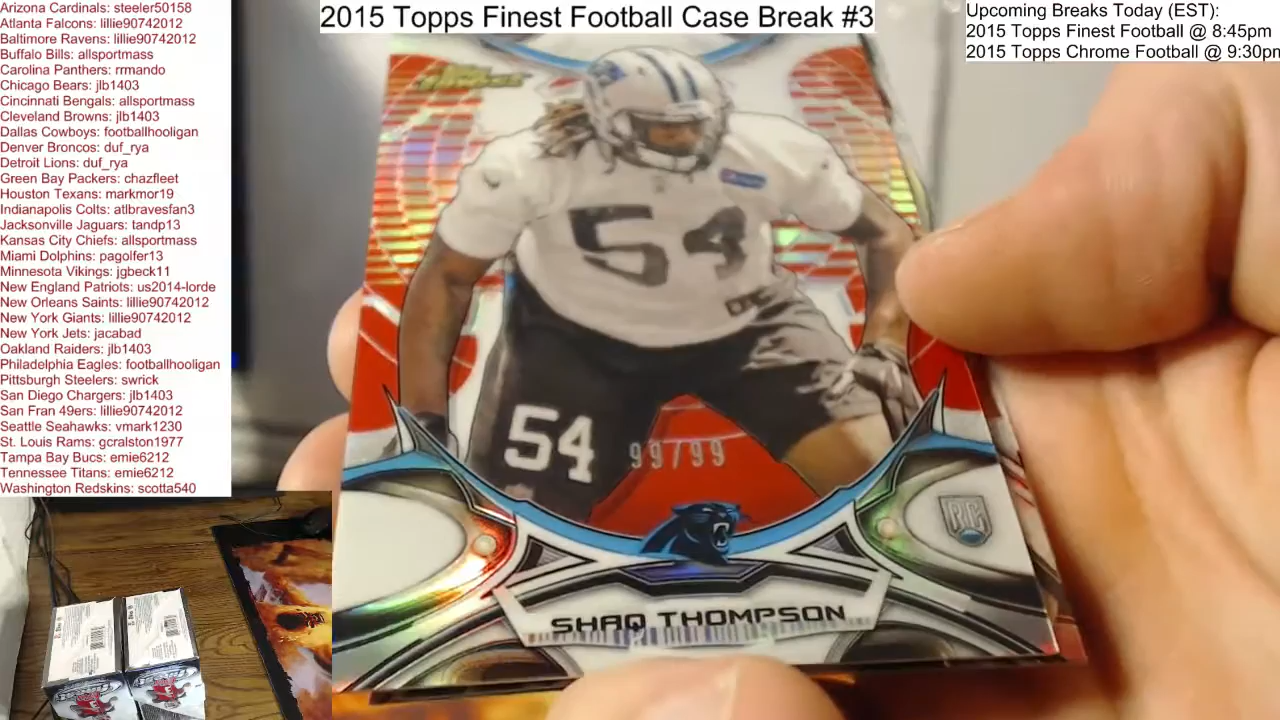 Arizona Cardinals: steeler50158
Atlanta Falcons: lillie90742012
Baltimore Ravens: lillie90742012
Buffalo Bills: allsportmass
Carolina Panthers: rrmando
Chicago Bears: jlb1403
Cincinnati Bengals: allsportmass
Cleveland Browns: jlb1403
Dallas Cowboys: footballhooligan
Denver Broncos: duf_rya
Detroit Lions: duf_rya
Green Bay Packers: chazfleet
Houston Texans: markmor19
Indianapolis Colts: atlbravesfan3
Jacksonville Jaguars: tandp13
Kansas City Chiefs: allsportmass
Miami Dolphins: pagolfer13
Minnesota Vikings: jgbeck11
New England Patriots: us2014-lorde
New Orleans Saints: lillie90742012
New York Giants: lillie90742012
New York Jets: jacabad
Oakland Raiders: jlb1403
Philadelphia Eagles: footballhooligan
Pittsburgh Steelers: swrick
San Diego Chargers: jlb1403
San Fran 49ers: lillie90742012
Seattle Seahawks: vmark1230
St. Louis Rams: gcralston1977
Tampa Bay Bucs: emie6212
Tennessee Titans: emie6212
Washington Redskins: scotta540
2015 Topps Finest Football Case Break #3
Upcoming Breaks Today (EST):
2015 Topps Finest Football @ 8:45pm
2015 Topps Chrome Football @ 9:30pm
54
54
99/99
RC
SHAQ THOMPSON